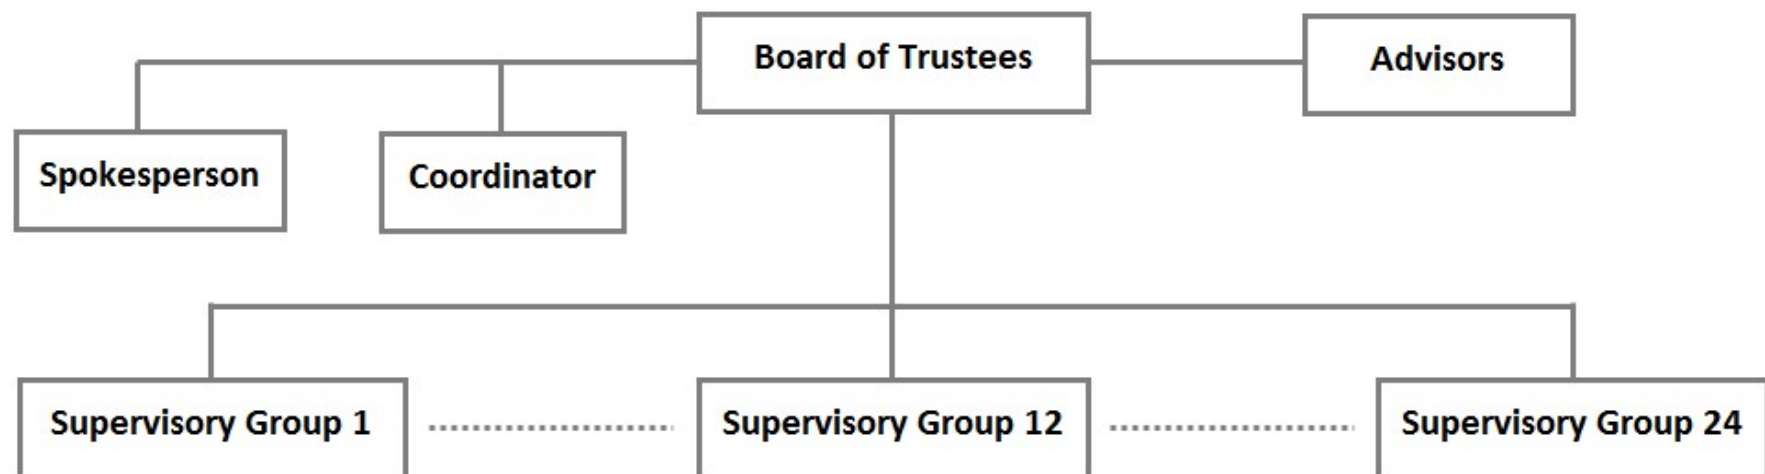 Board of Trustees
Advisors
Spokesperson
Coordinator
Supervisory Group 1
Supervisory Group 12
Supervisory Group 24